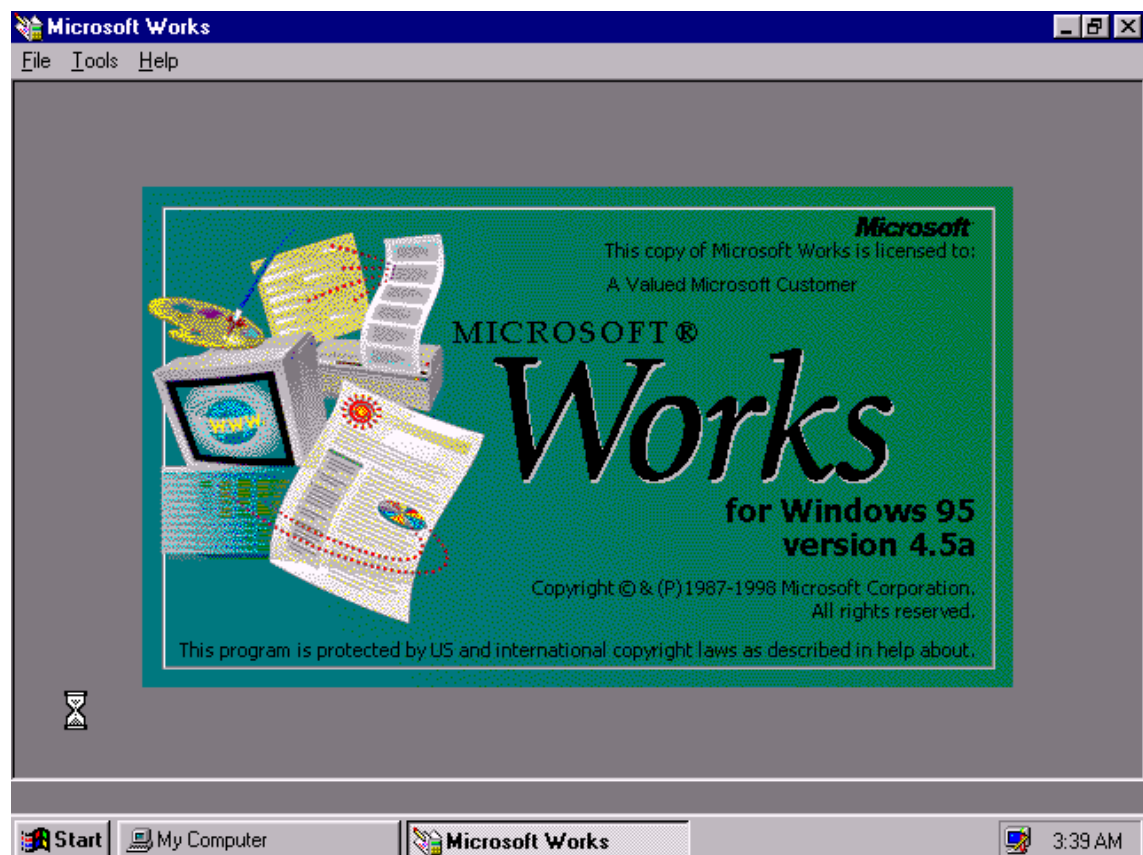 Microsoft Works
File Tools Help
Microsoft
This copy of Microsoft Works is licensed to:
A Valued Microsoft Customer
MICROSOFT®
Works
for Windows 95
version 4.5a
WWW
Copyright © & (P)1987-1998 Microsoft Corporation.
All rights reserved.
This program is protected by US and international copyright laws as described in help about.
Start My Computer Microsoft Works 3:39 AM